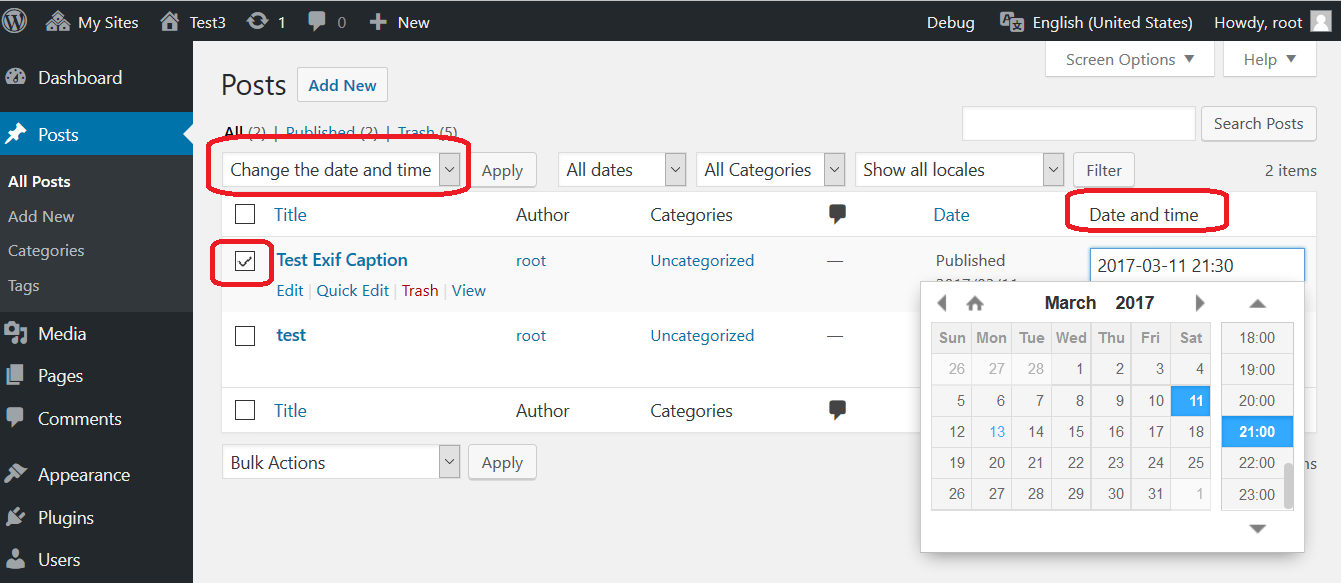 My Sites Test3 1 0 New Debug English (United States) Howdy, root
Screen Options Help
Dashboard
Posts
All Posts
Add New
Categories
Tags
Media
Pages
Comments
Appearance
Plugins
Users
Posts Add New
All (2) | Published (2) | Trash (5)
Search Posts
Change the date and time Apply All dates All Categories Show all locales Filter 2 items
Title Author Categories Date Date and time
Test Exif Caption root Uncategorized — Published 2017-03-11 21:30
2017/03/11
Edit | Quick Edit | Trash | View
test root Uncategorized —
Title Author Categories
Bulk Actions Apply
March 2017
Sun Mon Tue Wed Thu Fri Sat 18:00
26 27 28 1 2 3 4 19:00
5 6 7 8 9 10 11 20:00
12 13 14 15 16 17 18 21:00
19 20 21 22 23 24 25 22:00
26 27 28 29 30 31 1 23:00